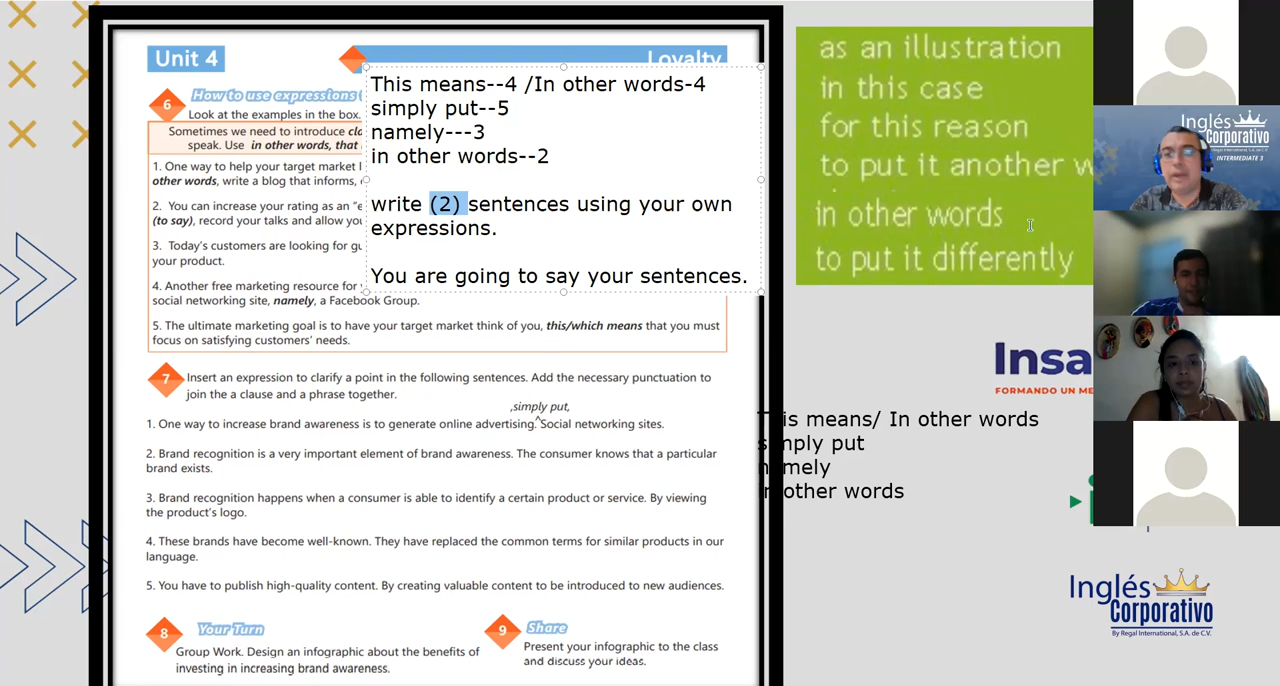 Unit 4
Loyalty
6
How to use expressions
Look at the examples in the box.
Sometimes we need to introduce
speak. Use in other words, that
1. One way to help your target market
other words, write a blog that informs,
2. You can increase your rating as an
(to say), record your talks and allow you
3. Today's customers are looking for
your product.
4. Another free marketing resource for
social networking site, namely, a Facebook Group.
5. The ultimate marketing goal is to have your target market think of you, this/which means that you must
focus on satisfying customers' needs.
This means--4 /In other words-4
simply put--5
namely---3
in other words--2
write (2) sentences using your own
expressions.
You are going to say your sentences.
7
Insert an expression to clarify a point in the following sentences. Add the necessary punctuation to
join the a clause and a phrase together.
,simply put,
^
1. One way to increase brand awareness is to generate online advertising. Social networking sites.
2. Brand recognition is a very important element of brand awareness. The consumer knows that a particular
brand exists.
3. Brand recognition happens when a consumer is able to identify a certain product or service. By viewing
the product's logo.
4. These brands have become well-known. They have replaced the common terms for similar products in our
language.
5. You have to publish high-quality content. By creating valuable content to be introduced to new audiences.
8
Your Turn
Group Work. Design an infographic about the benefits of
investing in increasing brand awareness.
9
Share
Present your infographic to the class
and discuss your ideas.
as an illustration
in this case
for this reason
to put it another w
in other words
to put it differently
Insa
FORMANDO UN ME
This means/ In other words
simply put
namely
in other words
Inglés
Corporativo
By Regal International, S.A. de C.V.
INTERMEDIATE 3
Inglés
Corporativo
By Regal International, S.A. de C.V.